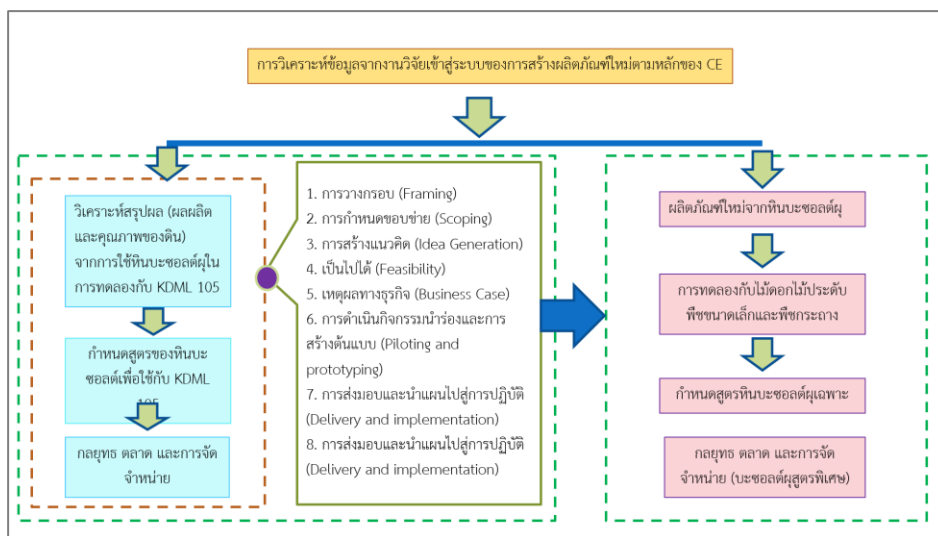 การวิเคราะห์ข้อมูลจากงานวิจัยเข้าสู่ระบบของการสร้างผลิตภัณฑ์ใหม่ตามหลักของ CE
วิเคราะห์สรุปผล (ผลผลิต
และคุณภาพของดิน)
จากการใช้หินบะซอลต์ผุใน
การทดลองกับ KDML 105
กำหนดสูตรของหินบะ
ซอลต์เพื่อใช้กับ KDML
105
กลยุทธ ตลาด และการจัด
จำหน่าย
1. การวางกรอบ (Framing)
2. การกำหนดขอบข่าย (Scoping)
3. การสร้างแนวคิด (Idea Generation)
4. เป็นไปได้ (Feasibility)
5. เหตุผลทางธุรกิจ (Business Case)
6. การดำเนินกิจกรรมนำร่องและการ
สร้างต้นแบบ (Piloting and
prototyping)
7. การส่งมอบและนำแผนไปสู่การปฏิบัติ
(Delivery and implementation)
8. การส่งมอบและนำแผนไปสู่การปฏิบัติ
(Delivery and implementation)
ผลิตภัณฑ์ใหม่จากหินบะซอลต์ผุ
การทดลองกับไม้ดอกไม้ประดับ
พืชขนาดเล็กและพืชกระถาง
กำหนดสูตรหินบะซอลต์ผุเฉพาะ
กลยุทธ ตลาด และการจัด
จำหน่าย (บะซอลต์ผุสูตรพิเศษ)